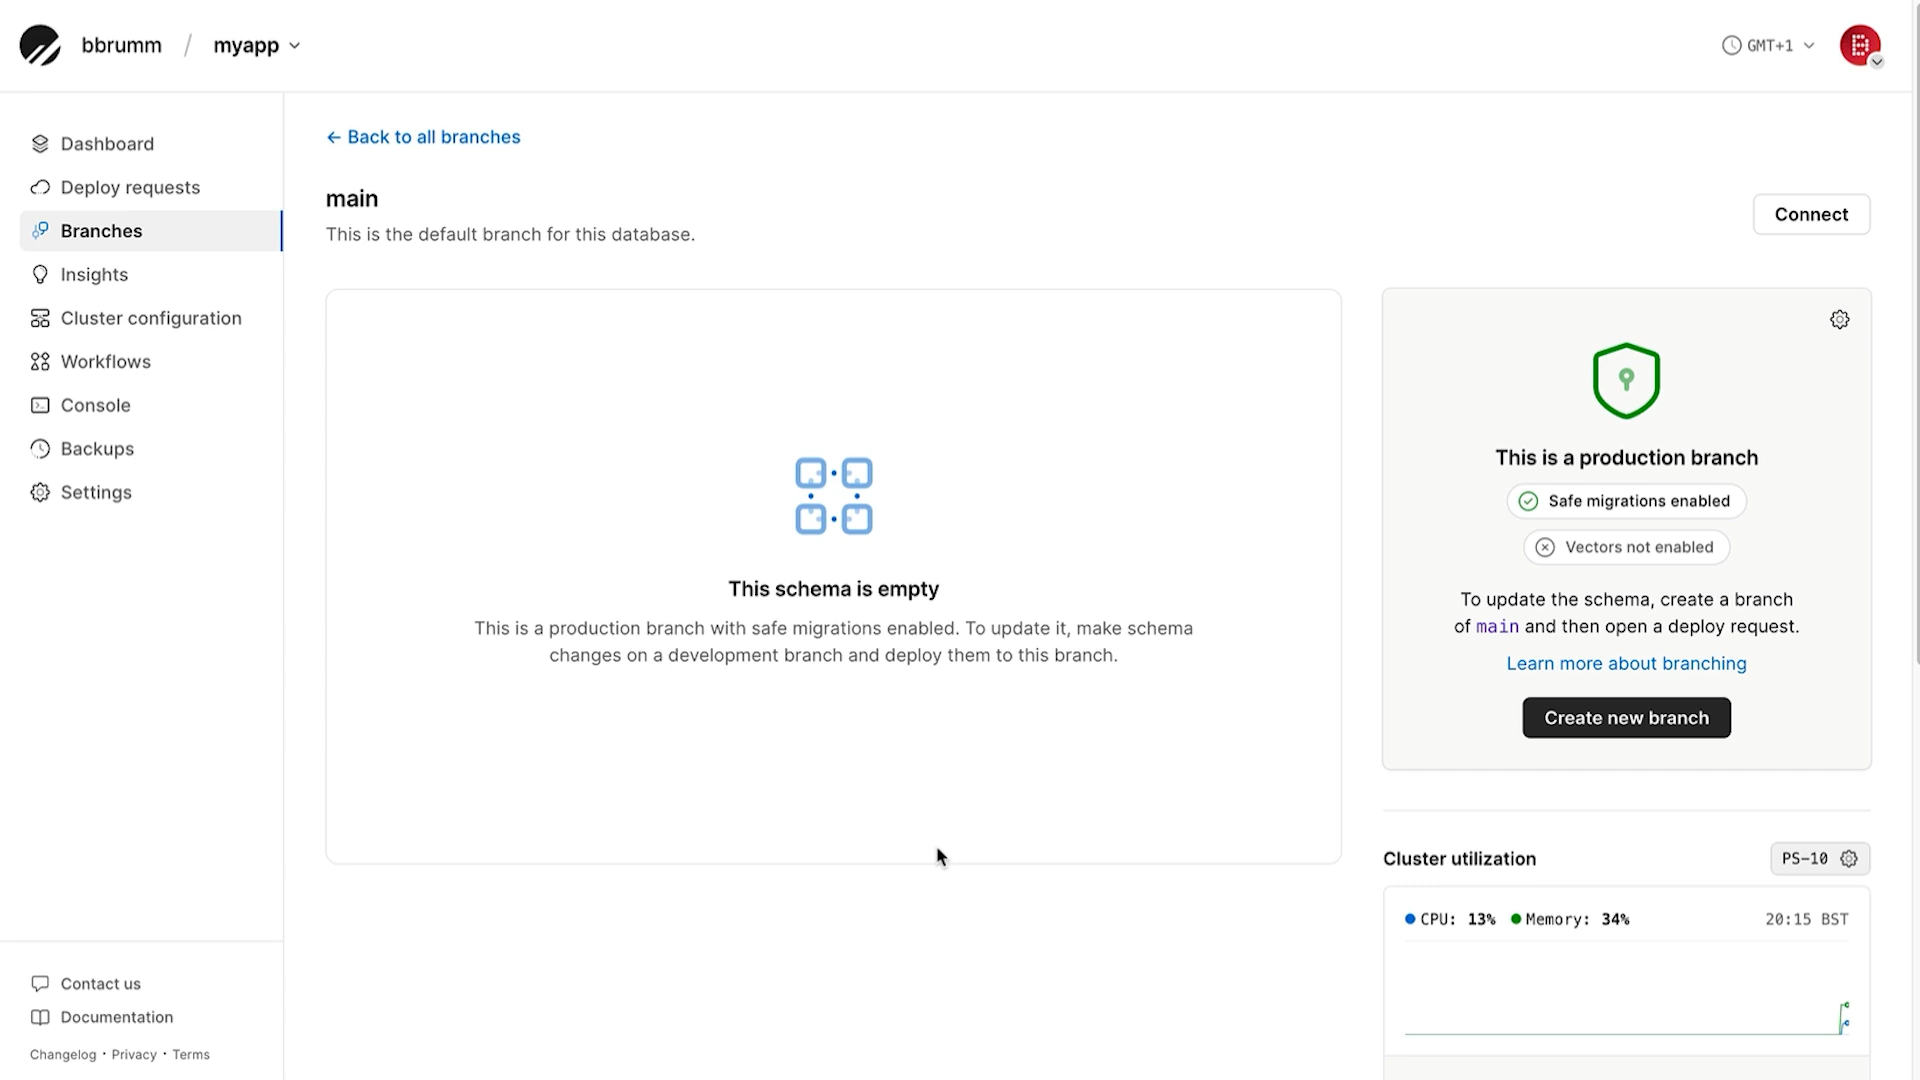 bbrumm / myapp
GMT+1
Dashboard
Deploy requests
Branches
Insights
Cluster configuration
Workflows
Console
Backups
Settings
Contact us
Documentation
Changelog · Privacy · Terms
← Back to all branches
main
This is the default branch for this database.
Connect
This schema is empty
This is a production branch with safe migrations enabled. To update it, make schema
changes on a development branch and deploy them to this branch.
This is a production branch
Safe migrations enabled
Vectors not enabled
To update the schema, create a branch
of main and then open a deploy request.
Learn more about branching
Create new branch
Cluster utilization
PS-10
CPU: 13% Memory: 34%
20:15 BST